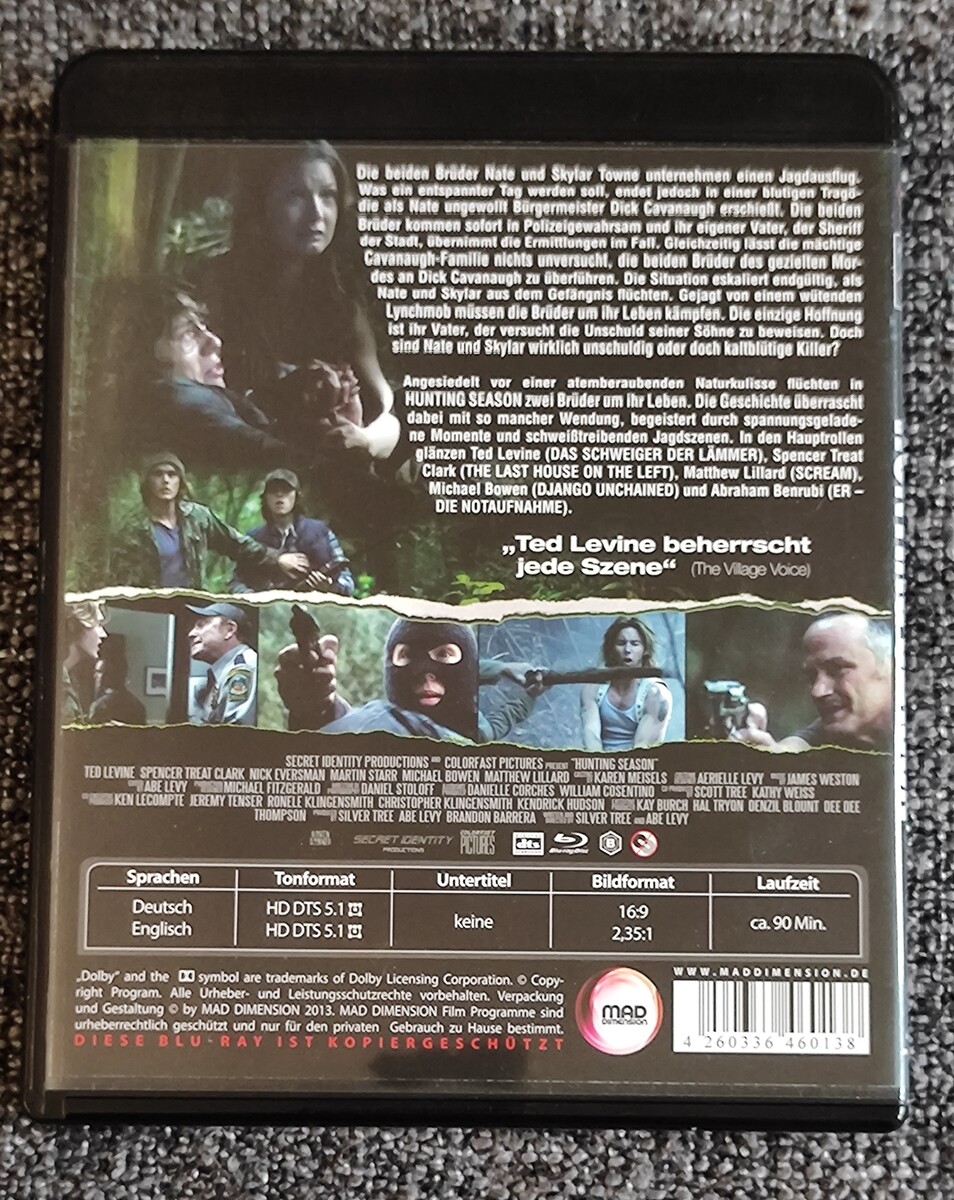 Die beiden Brüder Nate und Skylar Towne unternehmen einen Jagdausflug.
Was ein entspannter Tag werden soll, endet jedoch in einer blutigen Tragö-
die als Nate ungewollt Bürgermeister Dick Cavanaugh erschießt. Die beiden
Brüder kommen sofort in Polizeigewahrsam und ihr eigener Vater, der Sheriff
der Stadt, übernimmt die Ermittlungen im Fall. Gleichzeitig lässt die mächtige
Cavanaugh-Familie nichts unversucht, die beiden Brüder des gezielten Mor-
des an Dick Cavanaugh zu überführen. Die Situation eskaliert endgültig, als
Nate und Skylar aus dem Gefängnis flüchten. Gejagt von einem wütenden
Lynchmob müssen die Brüder um ihr Leben kämpfen. Die einzige Hoffnung
ist ihr Vater, der versucht die Unschuld seiner Söhne zu beweisen. Doch
sind Nate und Skylar wirklich unschuldig oder doch kaltblütige Killer?
Angesiedelt vor einer atemberaubenden Naturkulisse flüchten in
HUNTING SEASON zwei Brüder um ihr Leben. Die Geschichte überrascht
dabei mit so mancher Wendung, begeistert durch spannungsgelade-
ne Momente und schweißtreibenden Jagdszenen. In den Hauptrollen
glänzen Ted Levine (DAS SCHWEIGER DER LÄMMER), Spencer Treat
Clark (THE LAST HOUSE ON THE LEFT), Matthew Lillard (SCREAM),
Michael Bowen (DJANGO UNCHAINED) und Abraham Benrubi (ER –
DIE NOTAUFNAHME).
„Ted Levine beherrscht
jede Szene“ (The Village Voice)
SECRET IDENTITY PRODUCTIONS AND COLORFAST PICTURES PRESENT "HUNTING SEASON"
TED LEVINE SPENCER TREAT CLARK NICK EVERSMAN MARTIN STARR MICHAEL BOWEN MATTHEW LILLARD KAREN MEISELS AERIELLE LEVY JAMES WESTON
ABE LEVY MICHAEL FITZGERALD DANIEL STOLOFF DANIELLE CORCHES WILLIAM COSENTINO SCOTT TREE KATHY WEISS
KEN LECOMPTE JEREMY TENSER RONELE KLINGENSMITH CHRISTOPHER KLINGENSMITH KENDRICK HUDSON KAY BURCH HAL TRYON DENZIL BLOUNT DEE DEE
THOMPSON SILVER TREE ABE LEVY BRANDON BARRERA SILVER TREE AND ABE LEVY
SECRET IDENTITY PRODUCTIONS COLORFAST PICTURES dts Blu-ray Disc B
Sprachen Tonformat Untertitel Bildformat Laufzeit
Deutsch HD DTS 5.1 keine 16:9 ca. 90 Min.
Englisch HD DTS 5.1 2,35:1
„Dolby“ and the symbol are trademarks of Dolby Licensing Corporation. © Copy-
right Program. Alle Urheber- und Leistungsschutzrechte vorbehalten. Verpackung
und Gestaltung © by MAD DIMENSION 2013. MAD DIMENSION Film Programme sind
urheberrechtlich geschützt und nur für den privaten Gebrauch zu Hause bestimmt.
DIESE BLU-RAY IST KOPIERGESCHÜTZT
MAD
DIMENSION
WWW.MADDIMENSION.DE
4 260336 460138